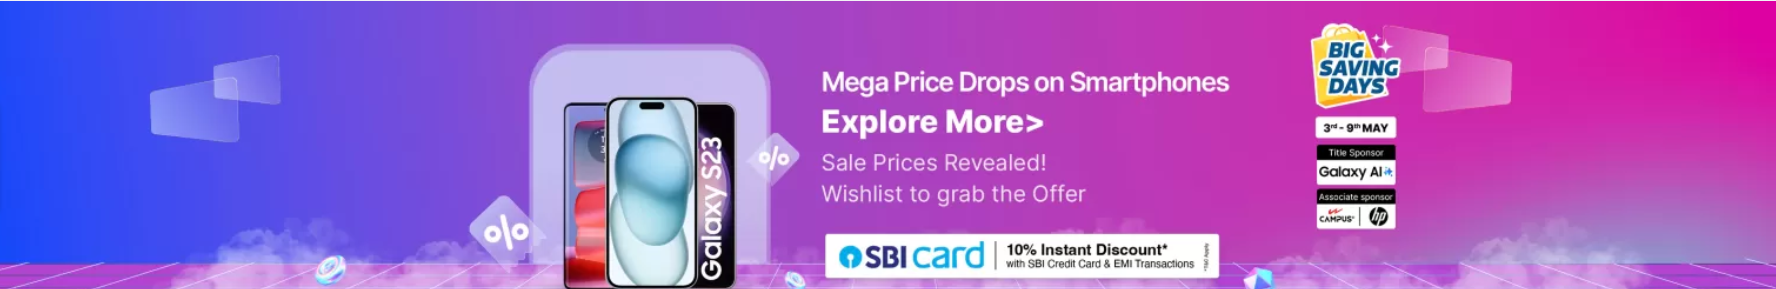 Mega Price Drops on Smartphones
Explore More>
Sale Prices Revealed!
Wishlist to grab the Offer
SBI card
10% Instant Discount*
with SBI Credit Card & EMI Transactions
Galaxy S23
%
%
BIG
SAVING
DAYS
3rd - 9th MAY
Title Sponsor
Galaxy AI
Associate sponsor
CAMPUS
hp